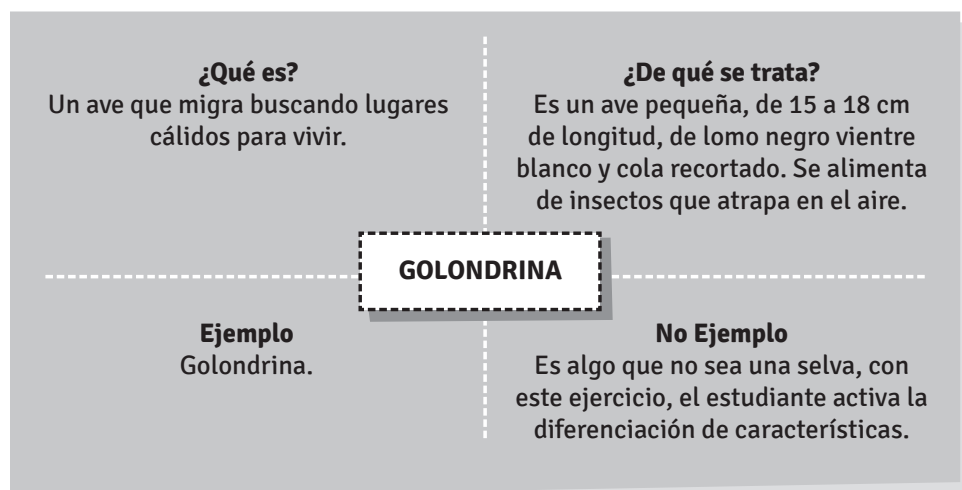 ¿Qué es?
Un ave que migra buscando lugares
cálidos para vivir.
¿De qué se trata?
Es un ave pequeña, de 15 a 18 cm
de longitud, de lomo negro vientre
blanco y cola recortado. Se alimenta
de insectos que atrapa en el aire.
GOLONDRINA
Ejemplo
Golondrina.
No Ejemplo
Es algo que no sea una selva, con
este ejercicio, el estudiante activa la
diferenciación de características.